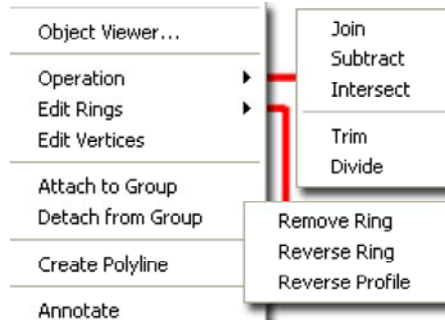 Object Viewer...
Operation
Edit Rings
Edit Vertices
Attach to Group
Detach from Group
Create Polyline
Annotate
Join
Subtract
Intersect
Trim
Divide
Remove Ring
Reverse Ring
Reverse Profile